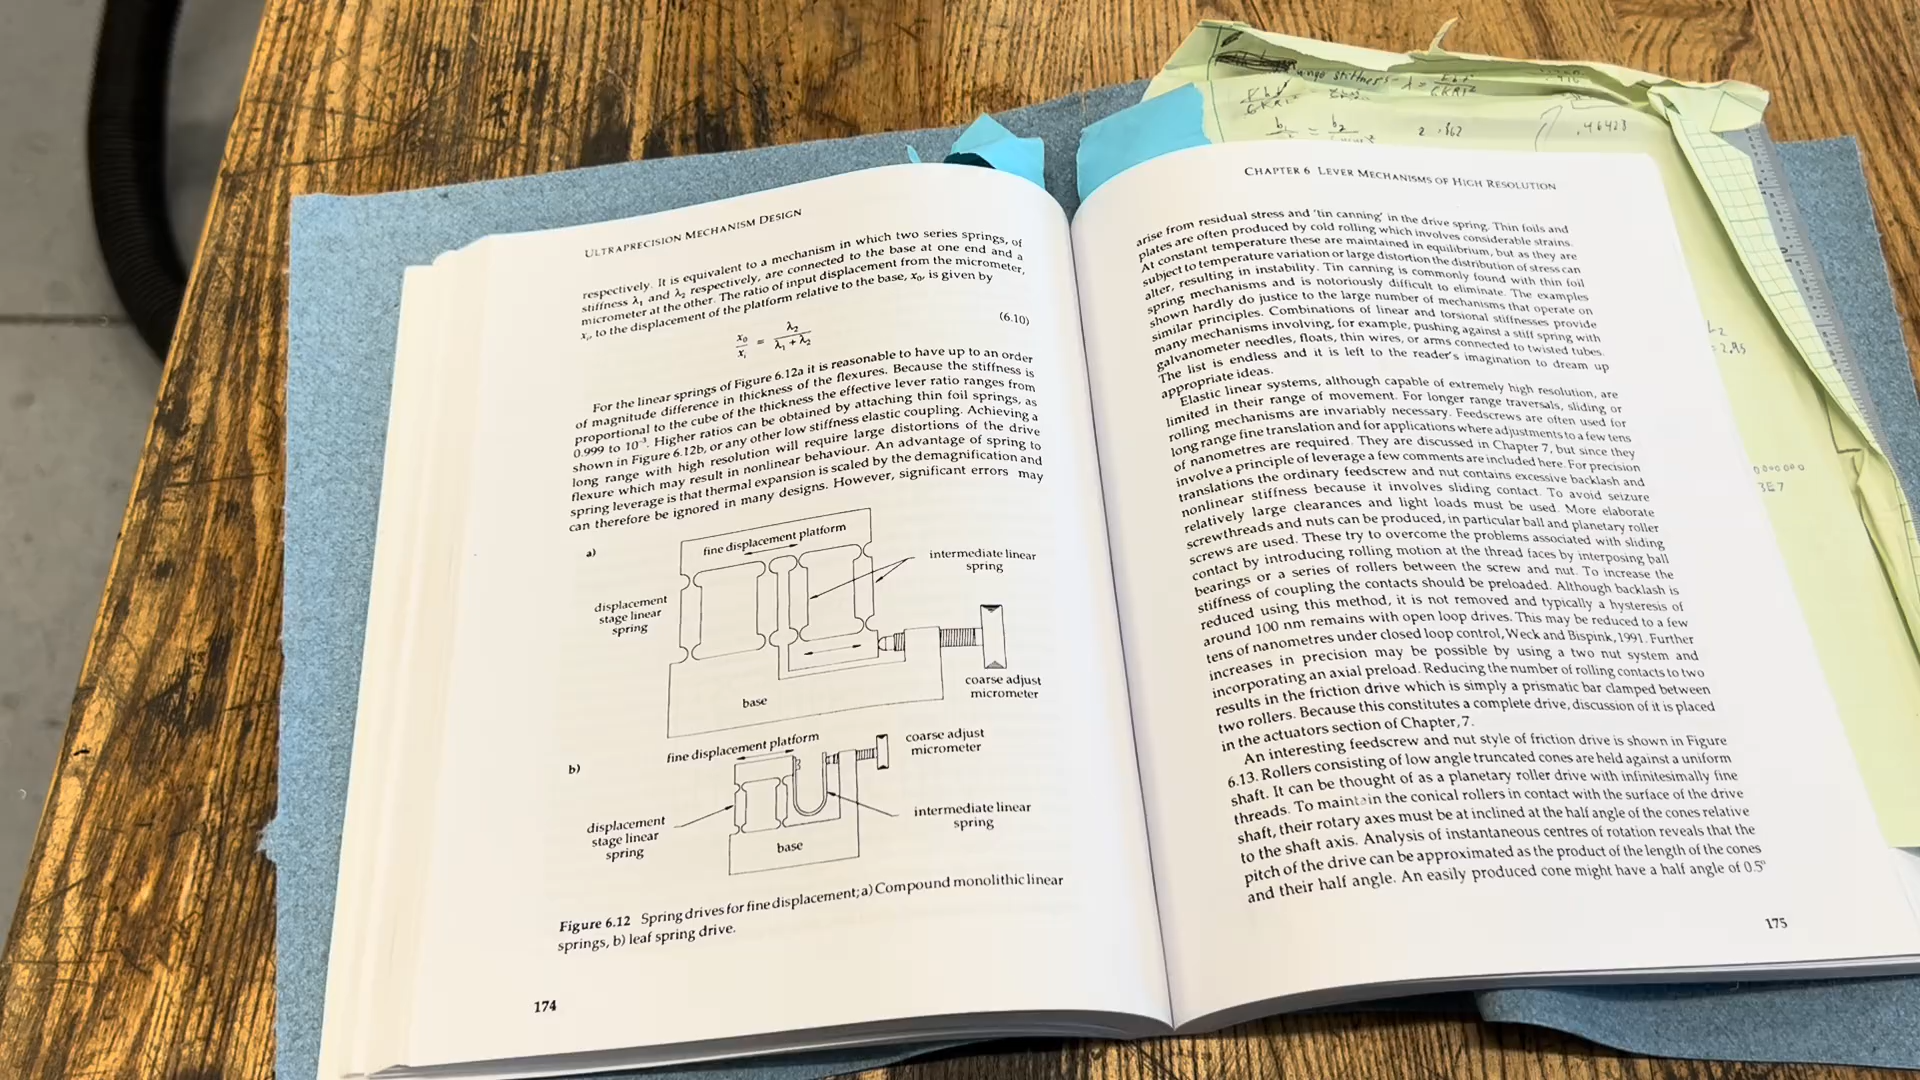 ULTRAPRECISION MECHANISM DESIGN
respectively. It is equivalent to a mechanism in which two series springs, of
stiffness λ₁ and λ₂ respectively, are connected to the base at one end and a
micrometer at the other. The ratio of input displacement from the micrometer,
xᵢ, to the displacement of the platform relative to the base, x₀, is given by
x₀/xᵢ = λ₂/(λ₁ + λ₂) (6.10)
For the linear springs of Figure 6.12a it is reasonable to have up to an order
of magnitude difference in thickness of the flexures. Because the stiffness is
proportional to the cube of the thickness the effective lever ratio ranges from
0.999 to 10⁻³. Higher ratios can be obtained by attaching thin foil springs, as
shown in Figure 6.12b, or any other low stiffness elastic coupling. Achieving a
long range with high resolution will require large distortions of the drive
flexure which may result in nonlinear behaviour. An advantage of spring to
spring leverage is that thermal expansion is scaled by the demagnification and
can therefore be ignored in many designs. However, significant errors may
a)
fine displacement platform
intermediate linear
spring
displacement
stage linear
spring
coarse adjust
micrometer
base
b)
fine displacement platform
coarse adjust
micrometer
displacement
stage linear
spring
intermediate linear
spring
base
Figure 6.12 Spring drives for fine displacement; a) Compound monolithic linear
springs, b) leaf spring drive.
174
CHAPTER 6 LEVER MECHANISMS OF HIGH RESOLUTION
arise from residual stress and 'tin canning' in the drive spring. Thin foils and
plates are often produced by cold rolling which involves considerable strains.
At constant temperature these are maintained in equilibrium, but as they are
subject to temperature variation or large distortion the distribution of stress can
alter, resulting in instability. Tin canning is commonly found with thin foil
spring mechanisms and is notoriously difficult to eliminate. The examples
shown hardly do justice to the large number of mechanisms that operate on
similar principles. Combinations of linear and torsional stiffnesses provide
many mechanisms involving, for example, pushing against a stiff spring with
galvanometer needles, floats, thin wires, or arms connected to twisted tubes.
The list is endless and it is left to the reader's imagination to dream up
appropriate ideas.
Elastic linear systems, although capable of extremely high resolution, are
limited in their range of movement. For longer range traversals, sliding or
rolling mechanisms are invariably necessary. Feedscrews are often used for
long range fine translation and for applications where adjustments to a few tens
of nanometres are required. They are discussed in Chapter 7, but since they
involve a principle of leverage a few comments are included here. For precision
translations the ordinary feedscrew and nut contains excessive backlash and
nonlinear stiffness because it involves sliding contact. To avoid seizure
relatively large clearances and light loads must be used. More elaborate
screwthreads and nuts can be produced, in particular ball and planetary roller
screws are used. These try to overcome the problems associated with sliding
contact by introducing rolling motion at the thread faces by interposing ball
bearings or a series of rollers between the screw and nut. To increase the
stiffness of coupling the contacts should be preloaded. Although backlash is
reduced using this method, it is not removed and typically a hysteresis of
around 100 nm remains with open loop drives. This may be reduced to a few
tens of nanometres under closed loop control, Weck and Bispink, 1991. Further
increases in precision may be possible by using a two nut system and
incorporating an axial preload. Reducing the number of rolling contacts to two
results in the friction drive which is simply a prismatic bar clamped between
two rollers. Because this constitutes a complete drive, discussion of it is placed
in the actuators section of Chapter, 7.
An interesting feedscrew and nut style of friction drive is shown in Figure
6.13. Rollers consisting of low angle truncated cones are held against a uniform
shaft. It can be thought of as a planetary roller drive with infinitesimally fine
threads. To maintain the conical rollers in contact with the surface of the drive
shaft, their rotary axes must be at inclined at the half angle of the cones relative
to the shaft axis. Analysis of instantaneous centres of rotation reveals that the
pitch of the drive can be approximated as the product of the length of the cones
and their half angle. An easily produced cone might have a half angle of 0.5°
175
stiffness
.46423
= 2.95
3E7